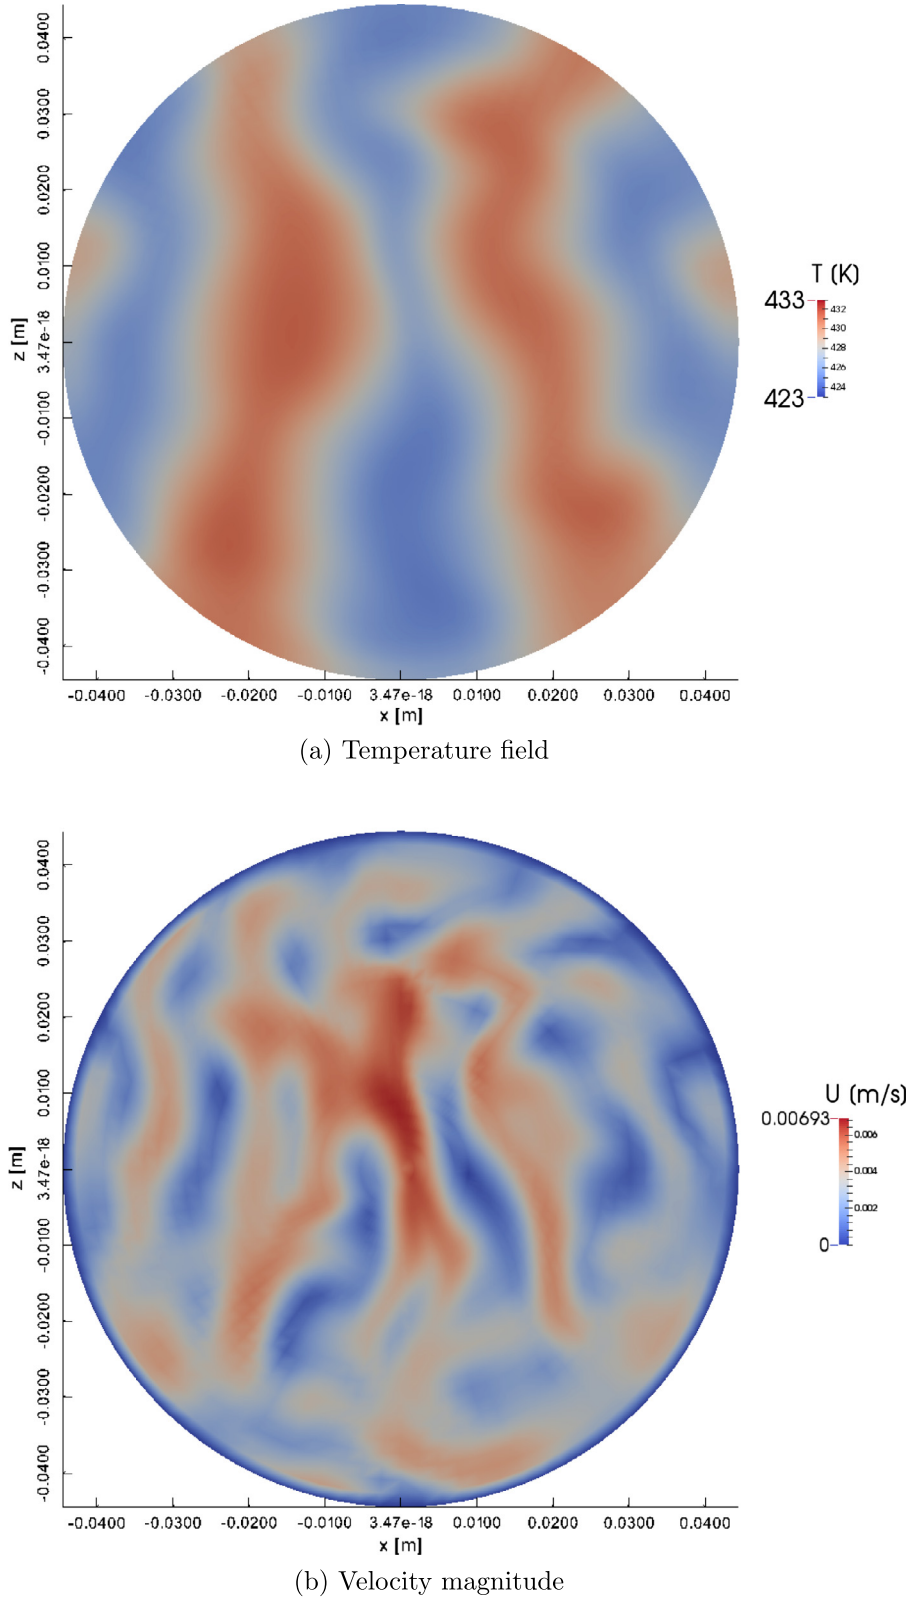 0.0400
0.0300
0.0200
0.0100
3.47e-18
-0.0100
-0.0200
-0.0300
-0.0400
z [m]
-0.0400 -0.0300 -0.0200 -0.0100 3.47e-18 0.0100 0.0200 0.0300 0.0400
x [m]
T (K)
433
432
430
428
426
424
423
(a) Temperature field
0.0400
0.0300
0.0200
0.0100
3.47e-18
-0.0100
-0.0200
-0.0300
-0.0400
z [m]
-0.0400 -0.0300 -0.0200 -0.0100 3.47e-18 0.0100 0.0200 0.0300 0.0400
x [m]
U (m/s)
0.00693
0.006
0.004
0.002
0
(b) Velocity magnitude